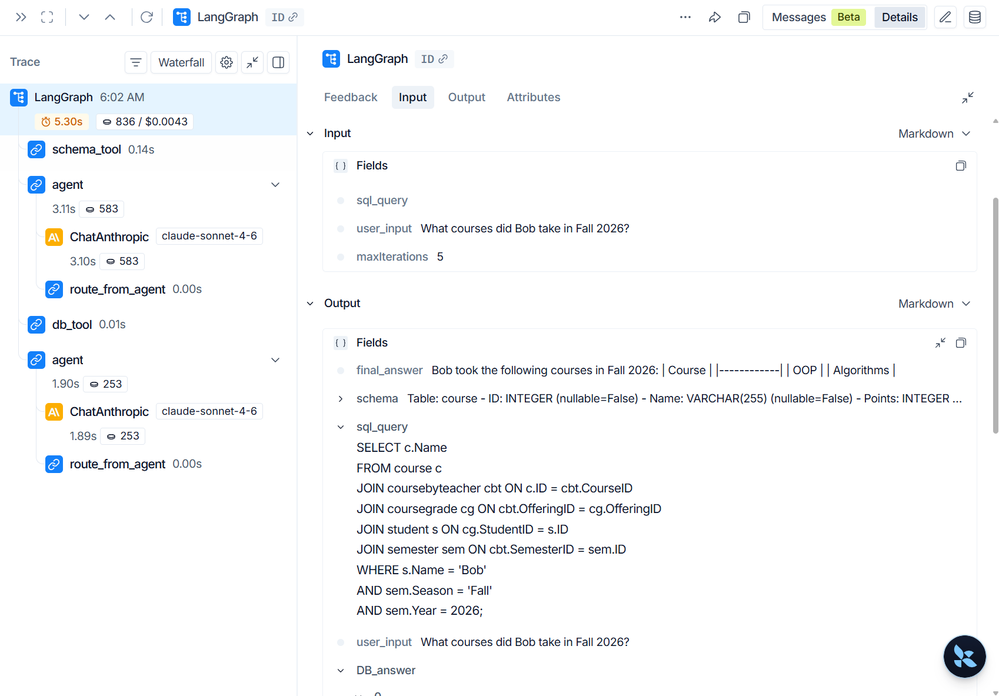 LangGraph ID
Messages Beta Details
Trace Waterfall
LangGraph 6:02 AM
5.30s 836 / $0.0043
schema_tool 0.14s
agent
3.11s 583
ChatAnthropic claude-sonnet-4-6
3.10s 583
route_from_agent 0.00s
db_tool 0.01s
agent
1.90s 253
ChatAnthropic claude-sonnet-4-6
1.89s 253
route_from_agent 0.00s
LangGraph ID
Feedback Input Output Attributes
Input Markdown
{ } Fields
sql_query
user_input What courses did Bob take in Fall 2026?
maxIterations 5
Output Markdown
{ } Fields
final_answer Bob took the following courses in Fall 2026: | Course | |------------| | OOP | | Algorithms |
schema Table: course - ID: INTEGER (nullable=False) - Name: VARCHAR(255) (nullable=False) - Points: INTEGER ...
sql_query
SELECT c.Name
FROM course c
JOIN coursebyteacher cbt ON c.ID = cbt.CourseID
JOIN coursegrade cg ON cbt.OfferingID = cg.OfferingID
JOIN student s ON cg.StudentID = s.ID
JOIN semester sem ON cbt.SemesterID = sem.ID
WHERE s.Name = 'Bob'
AND sem.Season = 'Fall'
AND sem.Year = 2026;
user_input What courses did Bob take in Fall 2026?
DB_answer